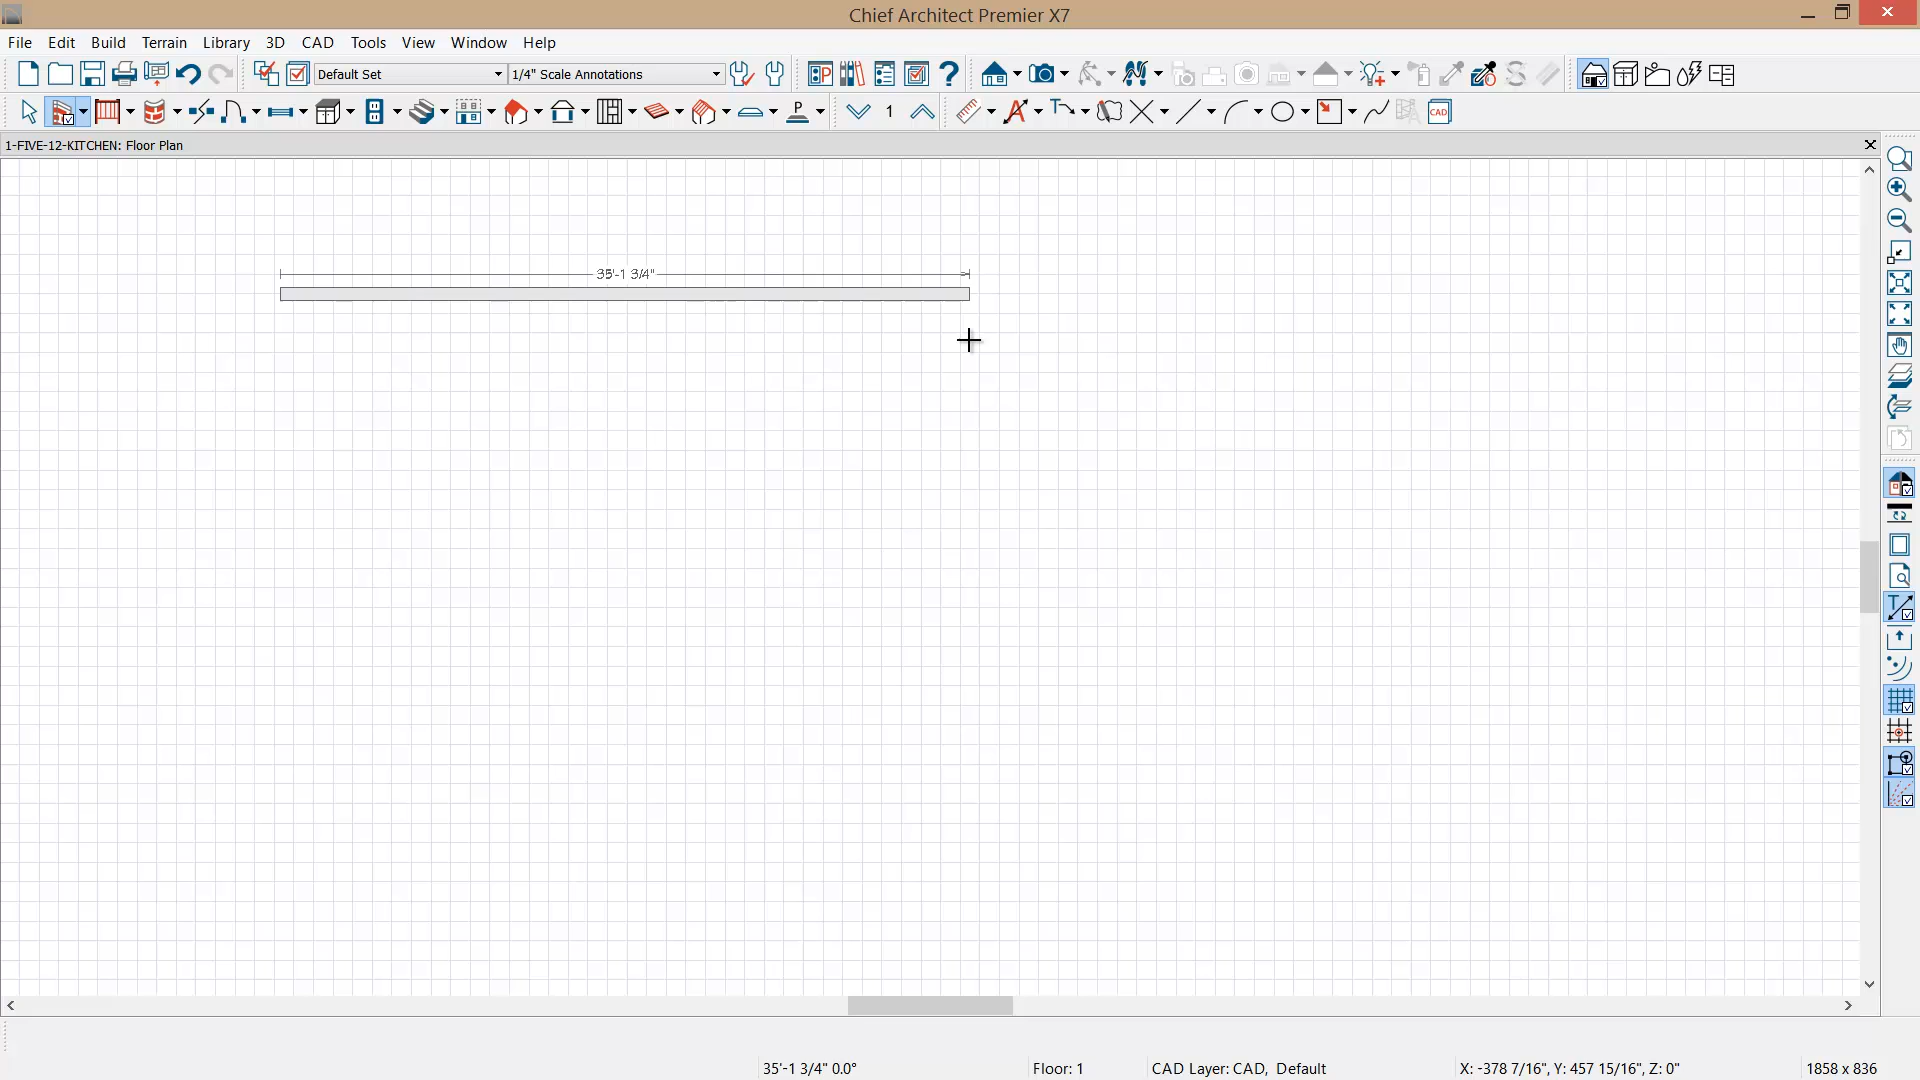 Chief Architect Premier X7
File Edit Build Terrain Library 3D CAD Tools View Window Help
Default Set 1/4" Scale Annotations
1
1-FIVE-12-KITCHEN: Floor Plan
35'-1 3/4"
35'-1 3/4" 0.0° Floor: 1 CAD Layer: CAD, Default X: -378 7/16", Y: 457 15/16", Z: 0" 1858 x 836